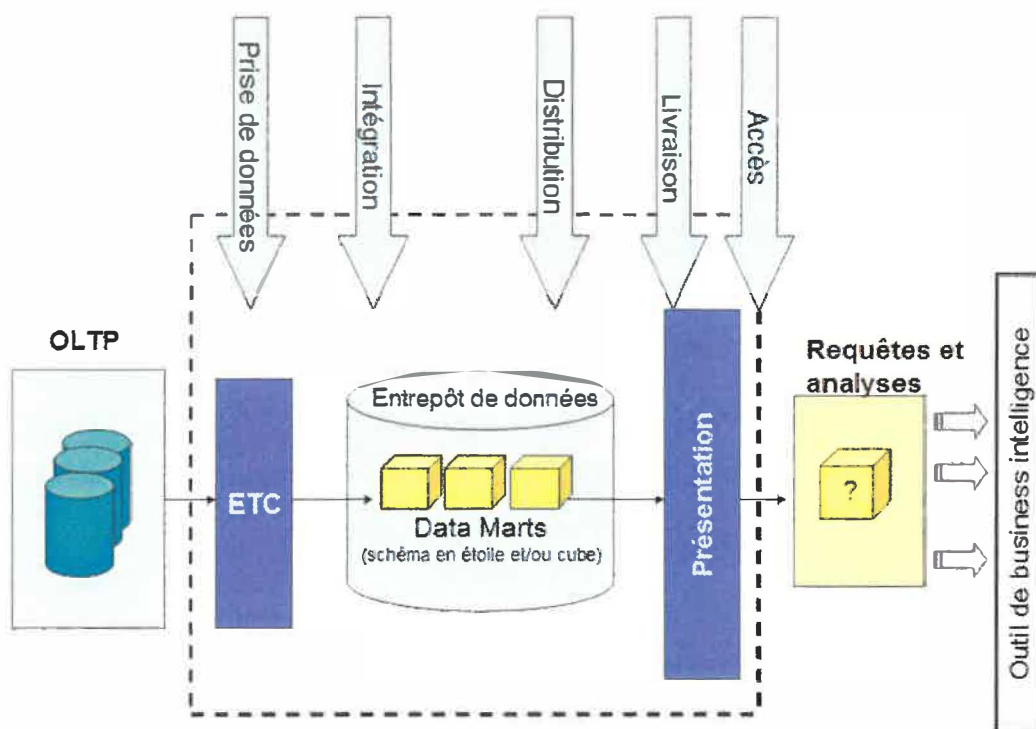 Prise de données
Intégration
Distribution
Livraison
Accès
OLTP
ETC
Entrepôt de données
Data Marts
(schéma en étoile et/ou cube)
Présentation
Requêtes et
analyses
?
Outil de business intelligence